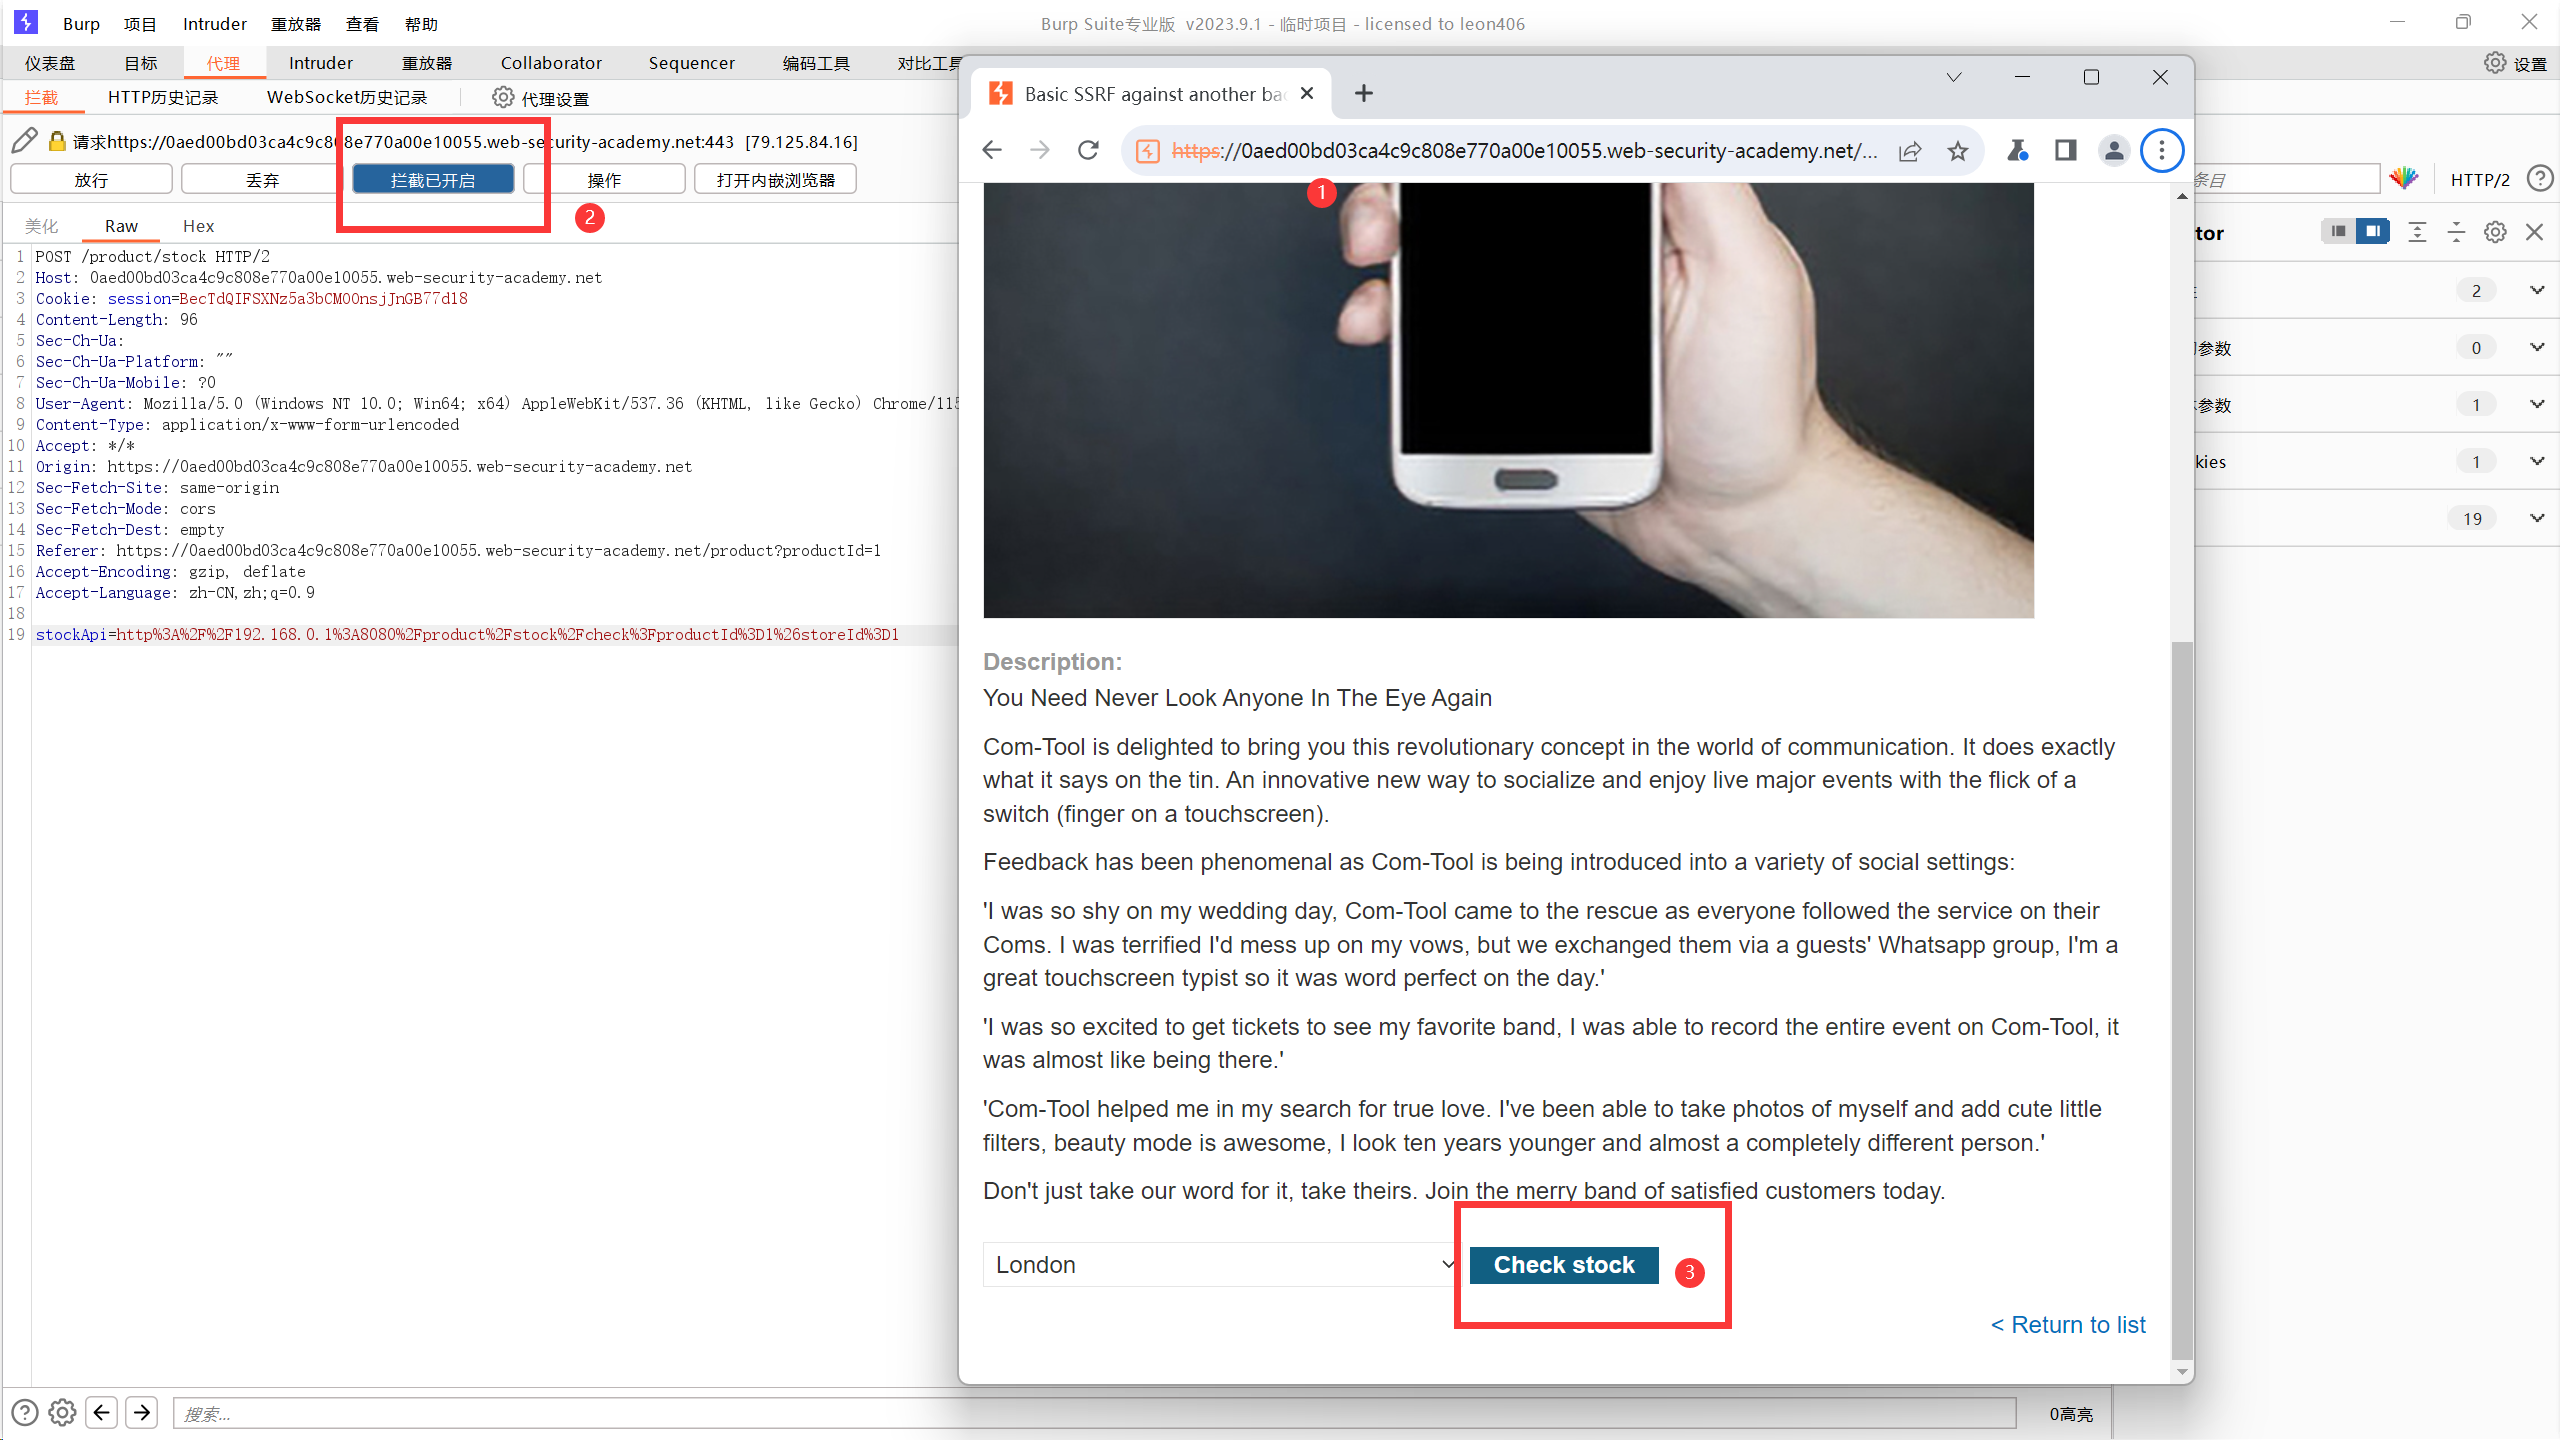 Burp 项目 Intruder 重放器 查看 帮助
Burp Suite专业版 v2023.9.1 - 临时项目 - licensed to leon406
仪表盘 目标 代理 Intruder 重放器 Collaborator Sequencer 编码工具 对比工具
设置
拦截 HTTP历史记录 WebSocket历史记录 代理设置
请求https://0aed00bd03ca4c9c808e770a00e10055.web-security-academy.net:443 [79.125.84.16]
放行 丢弃 拦截已开启 操作 打开内嵌浏览器
2
条目 HTTP/2
美化 Raw Hex
1 POST /product/stock HTTP/2
2 Host: 0aed00bd03ca4c9c808e770a00e10055.web-security-academy.net
3 Cookie: session=BecTdQIFSXNz5a3bCMO0nsjJnGB77d18
4 Content-Length: 96
5 Sec-Ch-Ua:
6 Sec-Ch-Ua-Platform: ""
7 Sec-Ch-Ua-Mobile: ?0
8 User-Agent: Mozilla/5.0 (Windows NT 10.0; Win64; x64) AppleWebKit/537.36 (KHTML, like Gecko) Chrome/115
9 Content-Type: application/x-www-form-urlencoded
10 Accept: */*
11 Origin: https://0aed00bd03ca4c9c808e770a00e10055.web-security-academy.net
12 Sec-Fetch-Site: same-origin
13 Sec-Fetch-Mode: cors
14 Sec-Fetch-Dest: empty
15 Referer: https://0aed00bd03ca4c9c808e770a00e10055.web-security-academy.net/product?productId=1
16 Accept-Encoding: gzip, deflate
17 Accept-Language: zh-CN,zh;q=0.9
18
19 stockApi=http%3A%2F%2F192.168.0.1%3A8080%2Fproduct%2Fstock%2Fcheck%3FproductId%3D1%26storeId%3D1
Basic SSRF against another bac
https://0aed00bd03ca4c9c808e770a00e10055.web-security-academy.net/...
1
Description:
You Need Never Look Anyone In The Eye Again
Com-Tool is delighted to bring you this revolutionary concept in the world of communication. It does exactly
what it says on the tin. An innovative new way to socialize and enjoy live major events with the flick of a
switch (finger on a touchscreen).
Feedback has been phenomenal as Com-Tool is being introduced into a variety of social settings:
'I was so shy on my wedding day, Com-Tool came to the rescue as everyone followed the service on their
Coms. I was terrified I'd mess up on my vows, but we exchanged them via a guests' Whatsapp group, I'm a
great touchscreen typist so it was word perfect on the day.'
'I was so excited to get tickets to see my favorite band, I was able to record the entire event on Com-Tool, it
was almost like being there.'
'Com-Tool helped me in my search for true love. I've been able to take photos of myself and add cute little
filters, beauty mode is awesome, I look ten years younger and almost a completely different person.'
Don't just take our word for it, take theirs. Join the merry band of satisfied customers today.
London Check stock 3
< Return to list
tor
2
参数 0
参数 1
kies 1
19
搜索... 0高亮